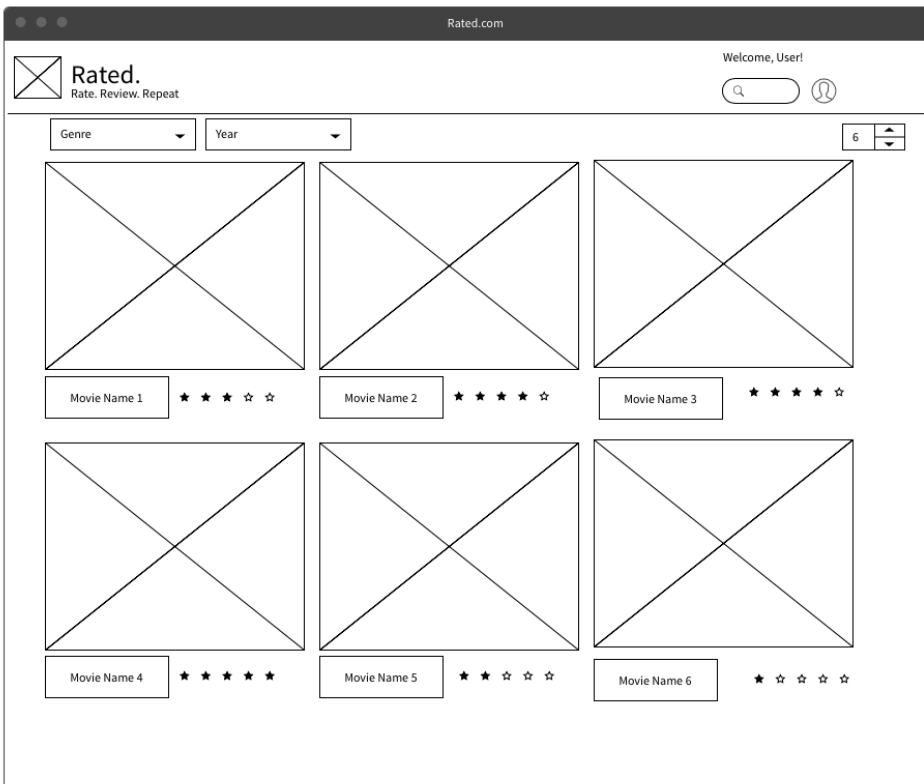 Rated.com
Welcome, User!
Rated.
Rate. Review. Repeat
Genre
Year
6
Movie Name 1
Movie Name 2
Movie Name 3
Movie Name 4
Movie Name 5
Movie Name 6